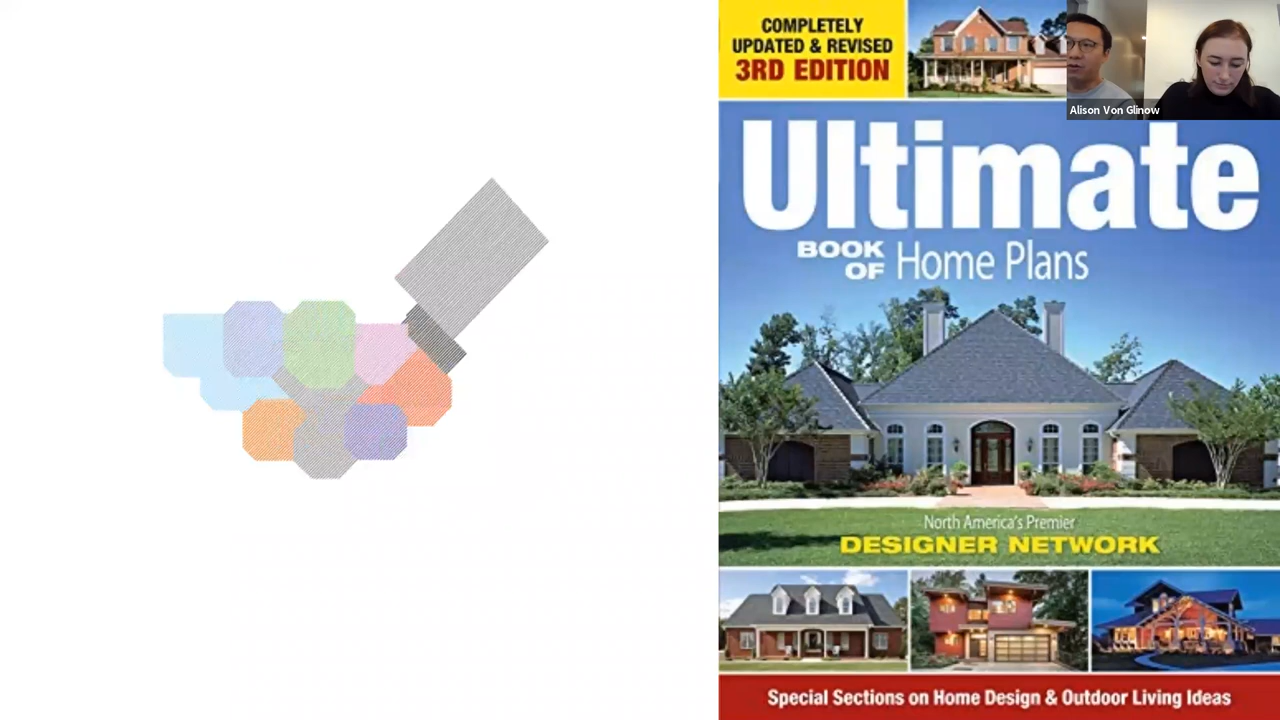 COMPLETELY
UPDATED & REVISED
3RD EDITION
Alison Von Glinow
Ultimate
BOOK
OF Home Plans
North America's Premier
DESIGNER NETWORK
Special Sections on Home Design & Outdoor Living Ideas